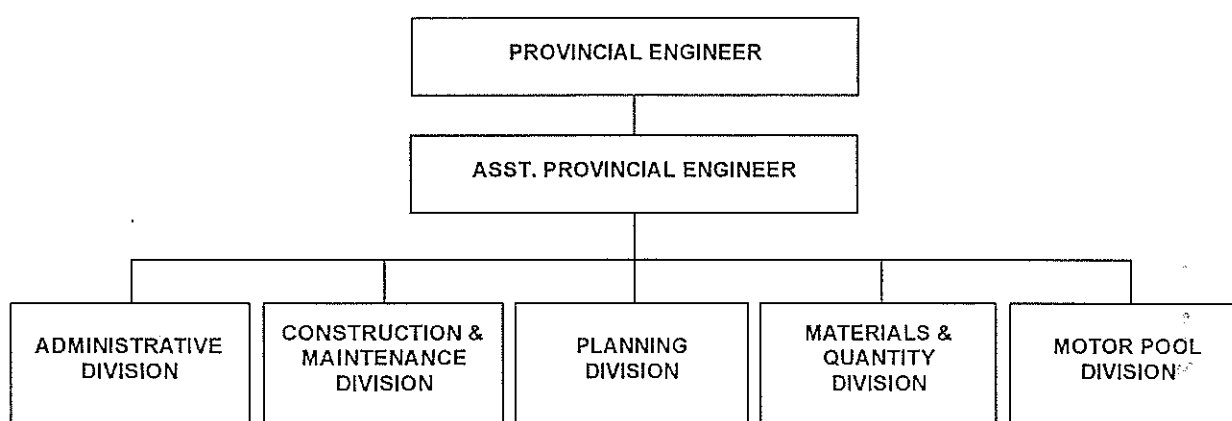 PROVINCIAL ENGINEER
ASST. PROVINCIAL ENGINEER
ADMINISTRATIVE
DIVISION
CONSTRUCTION &
MAINTENANCE
DIVISION
PLANNING
DIVISION
MATERIALS &
QUANTITY
DIVISION
MOTOR POOL
DIVISION